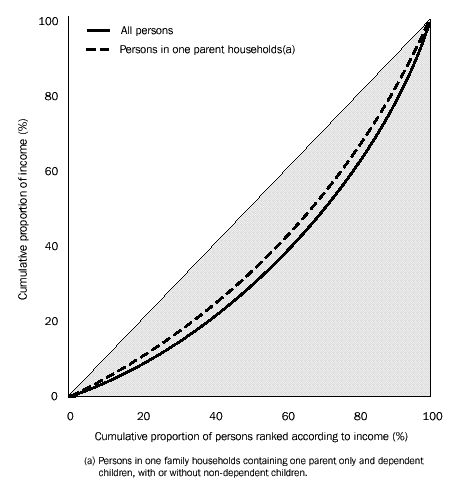 All persons
Persons in one parent households(a)
Cumulative proportion of income (%)
100
80
60
40
20
0
0 20 40 60 80 100
Cumulative proportion of persons ranked according to income (%)
(a) Persons in one family households containing one parent only and dependent
children, with or without non-dependent children.